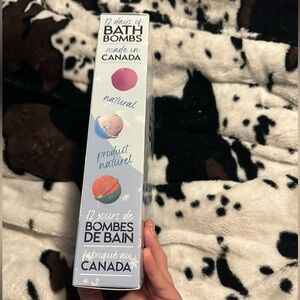 12 days of
BATH
BOMBS
made in
CANADA
natural
product
naturel
12 jours de
BOMBES
DE BAIN
fabriqué au
CANADA